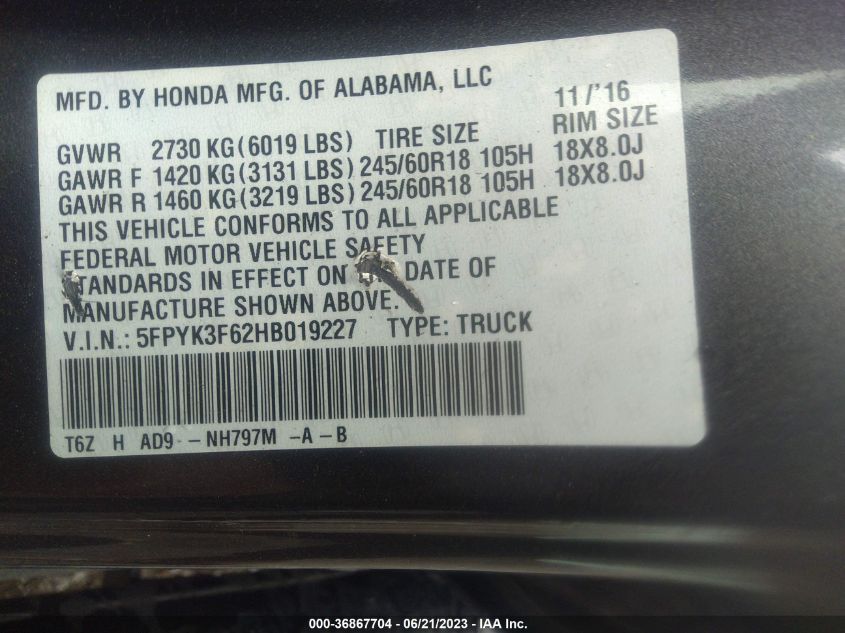 MFD. BY HONDA MFG. OF ALABAMA, LLC 11/'16
GVWR 2730 KG(6019 LBS) TIRE SIZE RIM SIZE
GAWR F 1420 KG(3131 LBS) 245/60R18 105H 18X8.0J
GAWR R 1460 KG(3219 LBS) 245/60R18 105H 18X8.0J
THIS VEHICLE CONFORMS TO ALL APPLICABLE
FEDERAL MOTOR VEHICLE SAFETY
STANDARDS IN EFFECT ON DATE OF
MANUFACTURE SHOWN ABOVE.
V.I.N.: 5FPYK3F62HB019227 TYPE: TRUCK
T6Z H AD9 -- NH797M -A -B
000-36867704 / 06/21/2023 - IAA Inc.